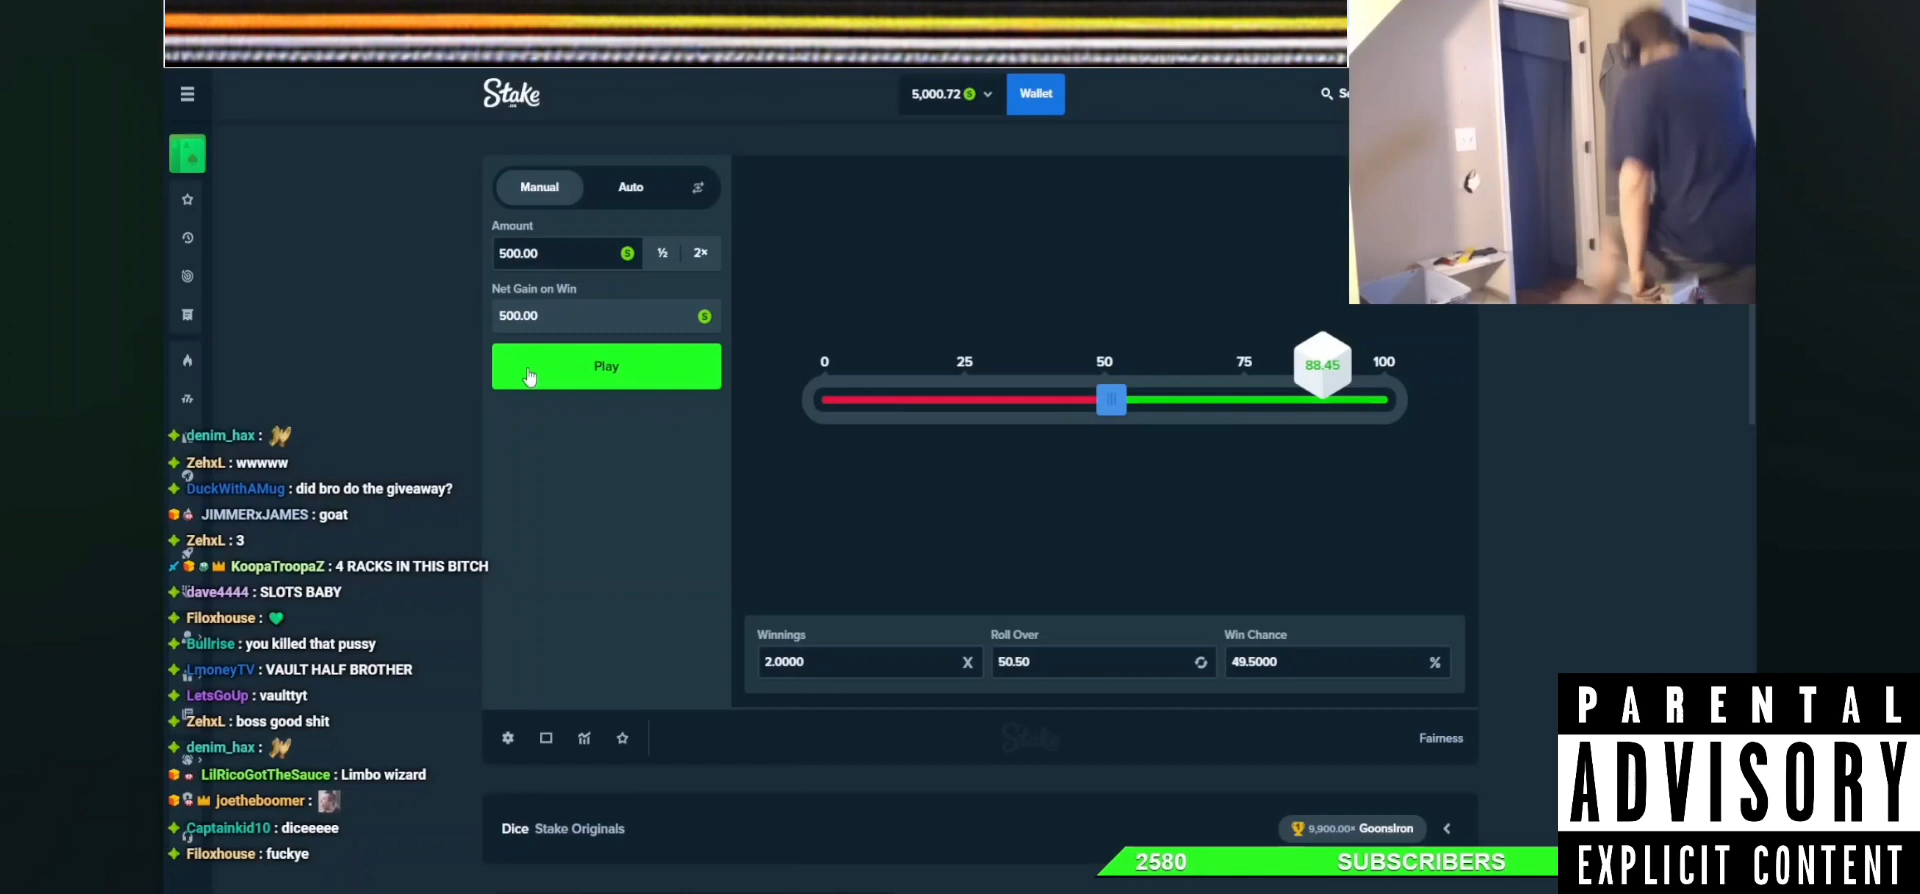 Stake
5,000.72
Wallet
Manual
Auto
Amount
500.00
½
2×
Net Gain on Win
500.00
Play
0
25
50
75
100
88.45
denim_hax :
ZehxL : wwwww
DuckWithAMug : did bro do the giveaway?
JIMMERxJAMES : goat
ZehxL : 3
KoopaTroopaZ : 4 RACKS IN THIS BITCH
dave4444 : SLOTS BABY
Filoxhouse :
Bullrise : you killed that pussy
LmoneyTV : VAULT HALF BROTHER
LetsGoUp : vaulttyt
ZehxL : boss good shit
denim_hax :
LilRicoGotTheSauce : Limbo wizard
joetheboomer :
Captainkid10 : diceeeee
Filoxhouse : fuckye
Winnings
2.0000
Roll Over
50.50
Win Chance
49.5000
%
Stake
Fairness
Dice Stake Originals
9,900.00× GoonsIron
2580 SUBSCRIBERS
PARENTAL
ADVISORY
EXPLICIT CONTENT